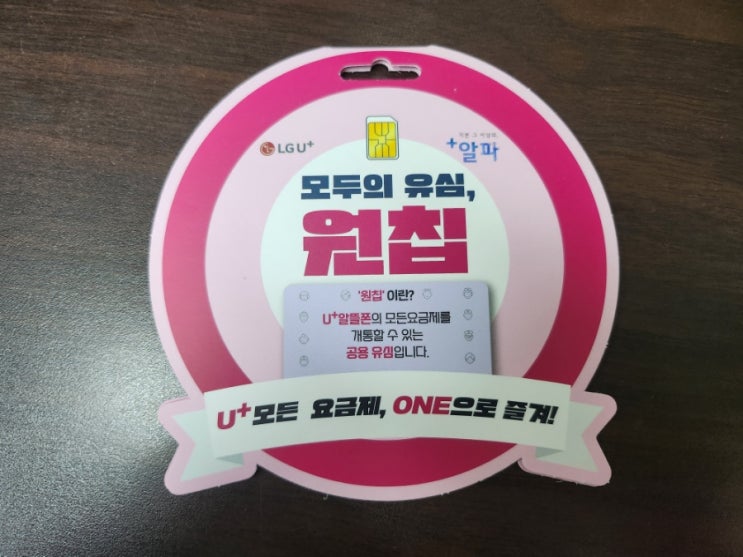 LG U+
기본 그 이상의,
+알파
모두의 유심,
원칩
'원칩'이란?
U+알뜰폰의 모든요금제를
개통할 수 있는
공용 유심입니다.
U+모든 요금제, ONE으로 즐겨!